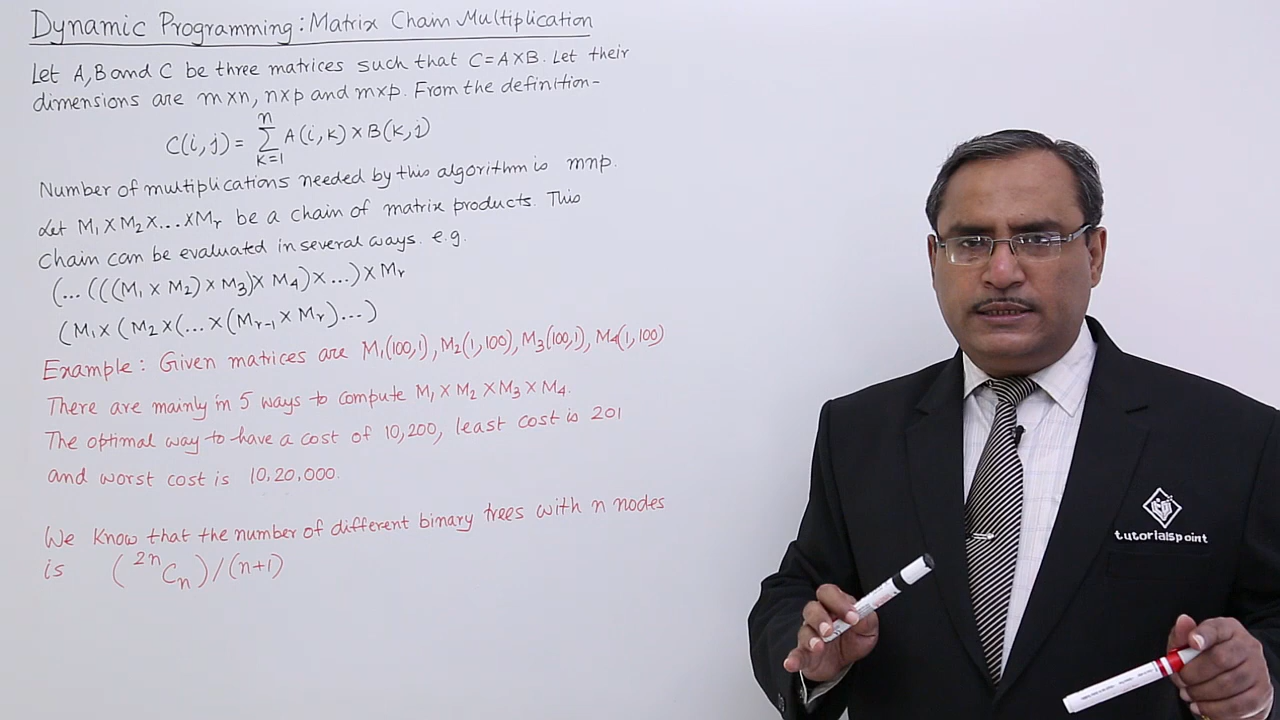 Dynamic Programming: Matrix Chain Multiplication
Let A, B and C be three matrices such that C=A×B. Let their
dimensions are m×n, n×p and m×p. From the definition-
C(i,j) = n∑k=1 A(i,k) × B(k,j)
Number of multiplications needed by this algorithm is mnp.
Let M₁×M₂×...×Mᵣ be a chain of matrix products. This
chain can be evaluated in several ways. e.g.
(...(((M₁×M₂)×M₃)×M₄)×...)×Mᵣ
(M₁×(M₂×(...×(Mᵣ₋₁×Mᵣ)...)
Example: Given matrices are M₁(100,1), M₂(1,100), M₃(100,1), M₄(1,100)
There are mainly in 5 ways to compute M₁×M₂×M₃×M₄.
The optimal way to have a cost of 10,200, least cost is 201
and worst cost is 10,20,000.
We know that the number of different binary trees with n nodes
is (²ⁿCₙ)/(n+1)
tutorialspoint